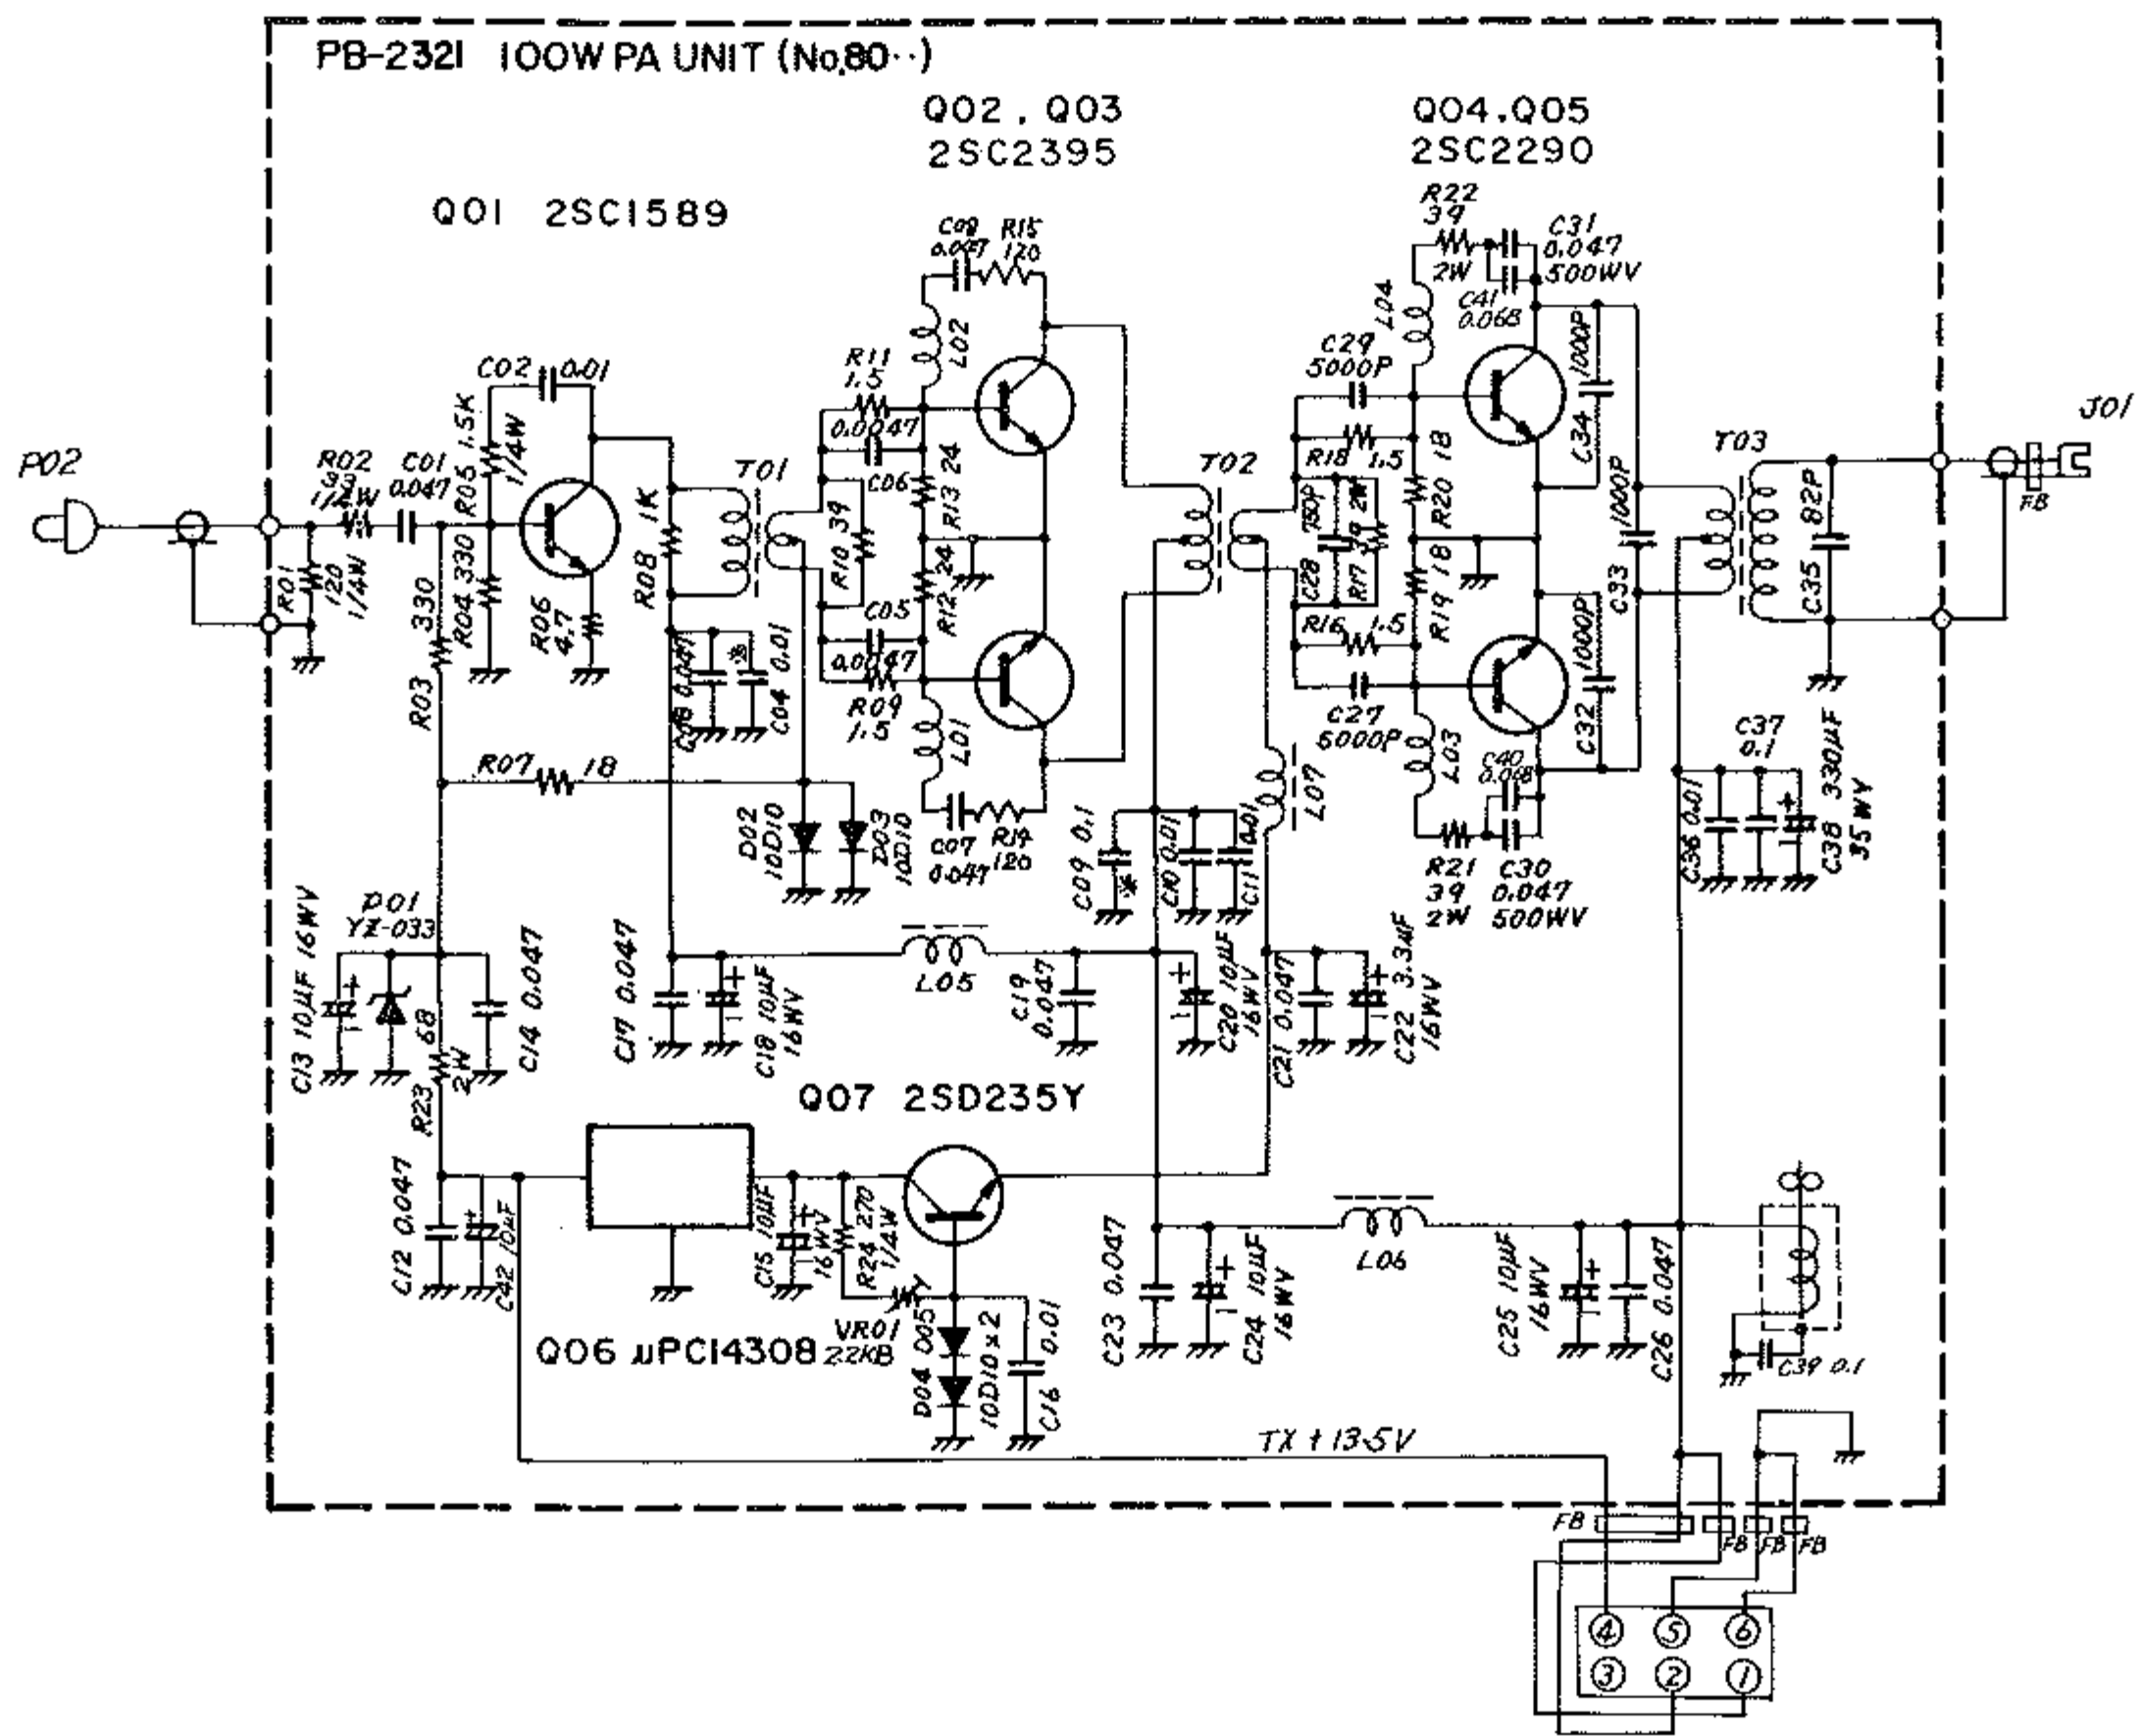 PB-2321 100W PA UNIT (No,80··)
Q02 . Q03
2SC2395
Q04.Q05
2SC2290
Q01 2SC1589
R22
39
2W
C31
0.047
500WV
C41
0.068
C08
0.047
R15
120
L02
L04
R11
1.5
0.0047
C06
C29
5000P
1000P
C34
C02
0.01
R05 1.5K
1/4W
P02
R02
33
1/4W
C01
0.047
R01
120
1/4W
R04 330
R06
4.7
330
R03
R08 1K
T01
R10 39
R13 24
R12 24
C05
0.0047
R09
1.5
T02
R18 1.5
R20 18
C28 750P
R17 39 2W
R19 18
R16 1.5
C27
5000P
1000P
C33
T03
C35 82P
J01
FB
1000P
C32
0.047
※
C04 0.01
R07 18
D02
10D10
D03
10D10
L01
C07
0.047
R14
120
C09 0.1
※
C10 0.01
C11 0.01
L07
L03
C40
0.068
R21
39
2W
C30
0.047
500WV
C36 0.01
C37
0.1
C38 330μF
35WV
C13 10μF 16WV
D01
YZ-033
C14 0.047
R23
68
2W
C17 0.047
C18 10μF
16WV
L05
C19
0.047
C20 10μF
16WV
C21 0.047
C22 3.3μF
16WV
Q07 2SD235Y
C12 0.047
C42 10μF
C15 10μF
16WV
R24 270
1/4W
Q06 μPC14308
VR01
22KB
D04 D05
10D10×2
C16 0.01
C23 0.047
C24 10μF
16WV
L06
C25 10μF
16WV
C26 0.047
C39 0.1
TX +13.5V
FB
FB
FB
FB
4 5 6
3 2 1